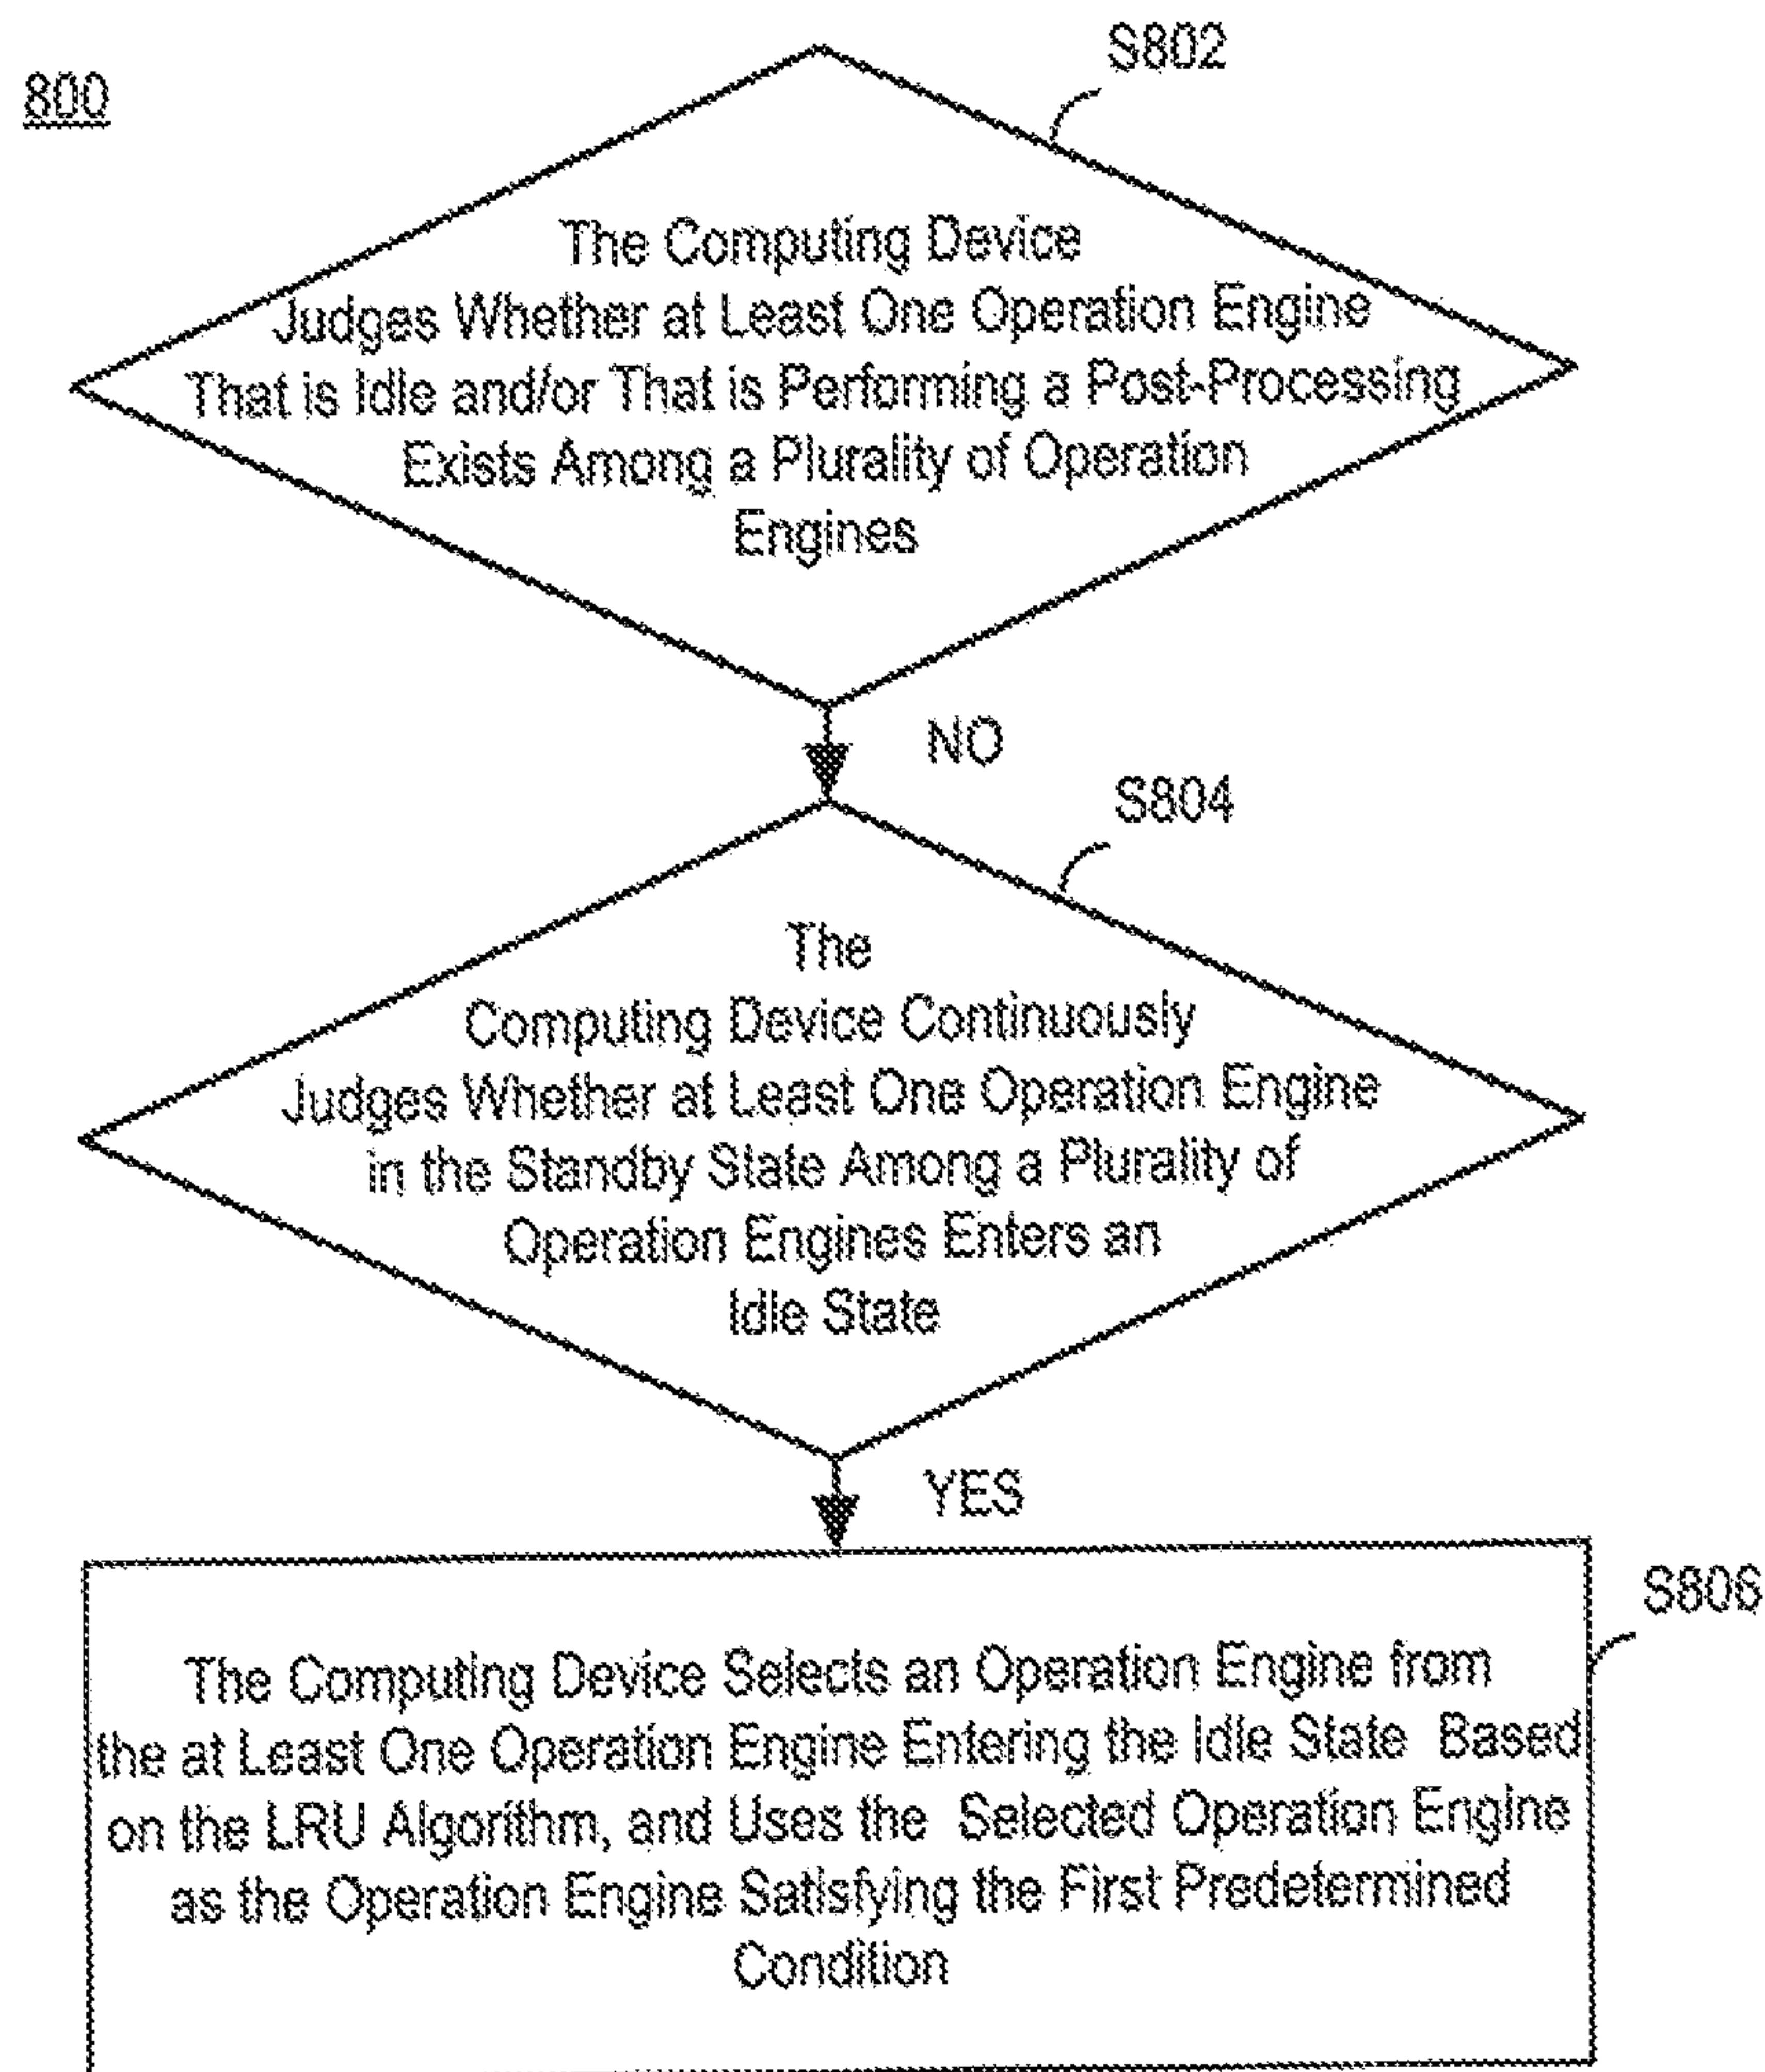 800
S802
The Computing Device
Judges Whether at Least One Operation Engine
That is Idle and/or That is Performing a Post-Processing
Exists Among a Plurality of Operation
Engines
NO
S804
The
Computing Device Continuously
Judges Whether at Least One Operation Engine
in the Standby State Among a Plurality of
Operation Engines Enters an
Idle State
YES
S806
The Computing Device Selects an Operation Engine from
the at Least One Operation Engine Entering the Idle State Based
on the LRU Algorithm, and Uses the Selected Operation Engine
as the Operation Engine Satisfying the First Predetermined
Condition